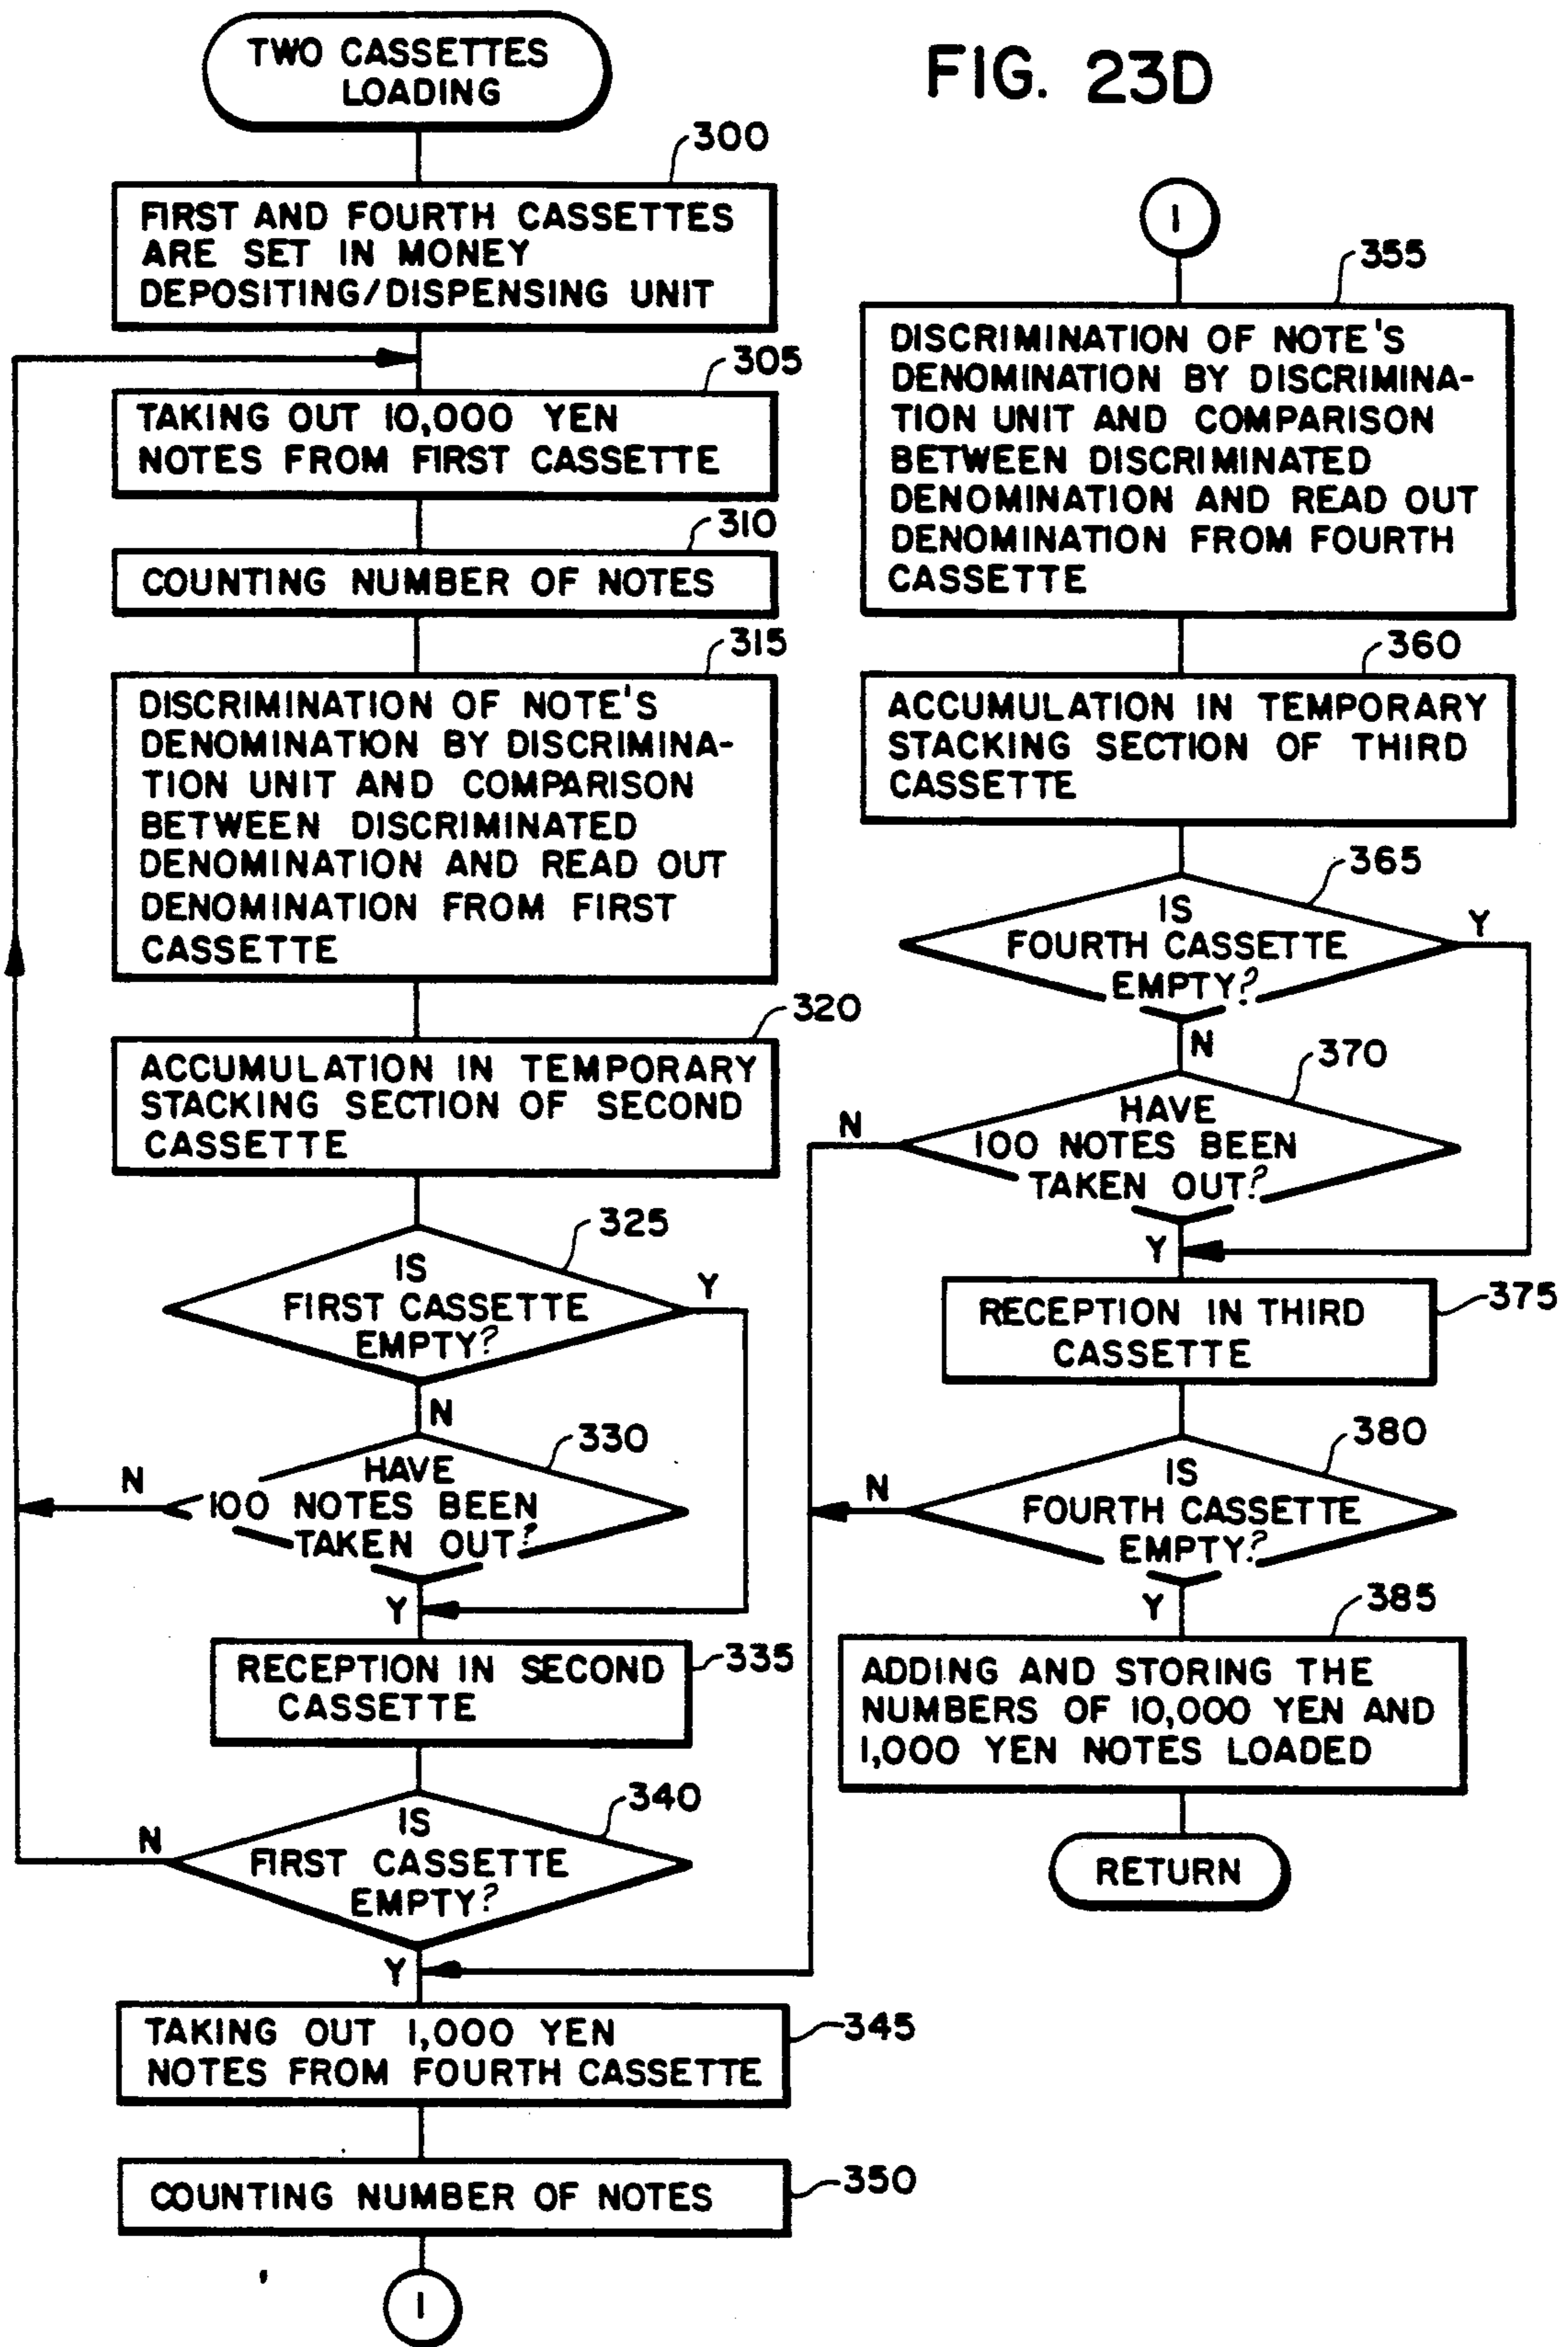 FIG. 23D
TWO CASSETTES
LOADING
300
FIRST AND FOURTH CASSETTES
ARE SET IN MONEY
DEPOSITING/DISPENSING UNIT
305
TAKING OUT 10,000 YEN
NOTES FROM FIRST CASSETTE
310
COUNTING NUMBER OF NOTES
315
DISCRIMINATION OF NOTE'S
DENOMINATION BY DISCRIMINA-
TION UNIT AND COMPARISON
BETWEEN DISCRIMINATED
DENOMINATION AND READ OUT
DENOMINATION FROM FIRST
CASSETTE
320
ACCUMULATION IN TEMPORARY
STACKING SECTION OF SECOND
CASSETTE
325
IS
FIRST CASSETTE
EMPTY?
Y
N
330
HAVE
100 NOTES BEEN
TAKEN OUT?
N
Y
335
RECEPTION IN SECOND
CASSETTE
340
IS
FIRST CASSETTE
EMPTY?
N
Y
345
TAKING OUT 1,000 YEN
NOTES FROM FOURTH CASSETTE
350
COUNTING NUMBER OF NOTES
1
1
355
DISCRIMINATION OF NOTE'S
DENOMINATION BY DISCRIMINA-
TION UNIT AND COMPARISON
BETWEEN DISCRIMINATED
DENOMINATION AND READ OUT
DENOMINATION FROM FOURTH
CASSETTE
360
ACCUMULATION IN TEMPORARY
STACKING SECTION OF THIRD
CASSETTE
365
IS
FOURTH CASSETTE
EMPTY?
Y
N
370
HAVE
100 NOTES BEEN
TAKEN OUT?
N
Y
375
RECEPTION IN THIRD
CASSETTE
380
IS
FOURTH CASSETTE
EMPTY?
N
Y
385
ADDING AND STORING THE
NUMBERS OF 10,000 YEN AND
1,000 YEN NOTES LOADED
RETURN